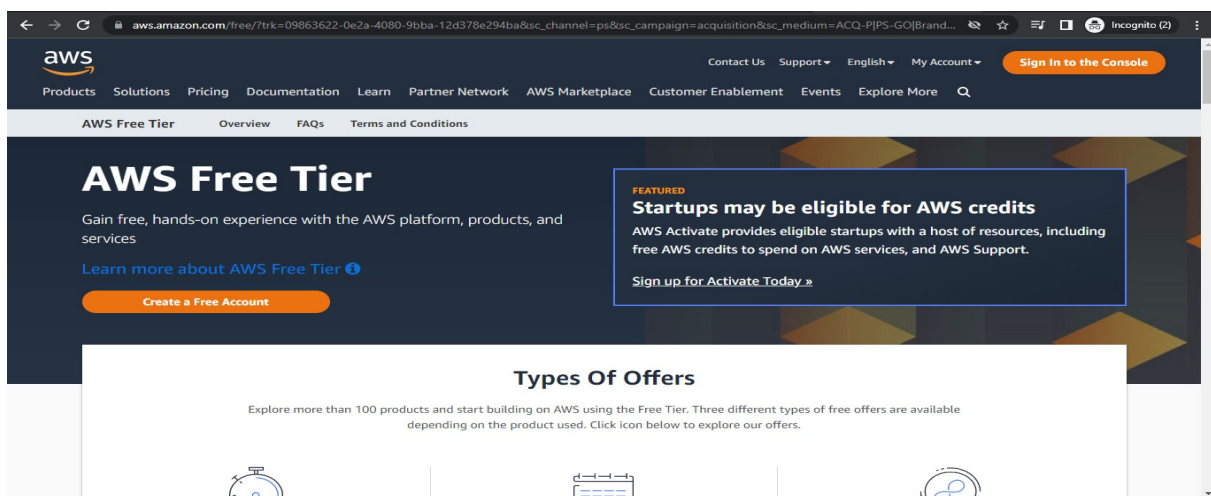 aws.amazon.com/free/?trk=09863622-0e2a-4080-9bba-12d378e294ba&sc_channel=ps&sc_campaign=acquisition&sc_medium=ACQ-P|PS-GO|Brand... Incognito (2)
aws
Contact Us Support English My Account Sign In to the Console
Products Solutions Pricing Documentation Learn Partner Network AWS Marketplace Customer Enablement Events Explore More
AWS Free Tier Overview FAQs Terms and Conditions
AWS Free Tier
Gain free, hands-on experience with the AWS platform, products, and
services
Learn more about AWS Free Tier
Create a Free Account
FEATURED
Startups may be eligible for AWS credits
AWS Activate provides eligible startups with a host of resources, including
free AWS credits to spend on AWS services, and AWS Support.
Sign up for Activate Today »
Types Of Offers
Explore more than 100 products and start building on AWS using the Free Tier. Three different types of free offers are available
depending on the product used. Click icon below to explore our offers.